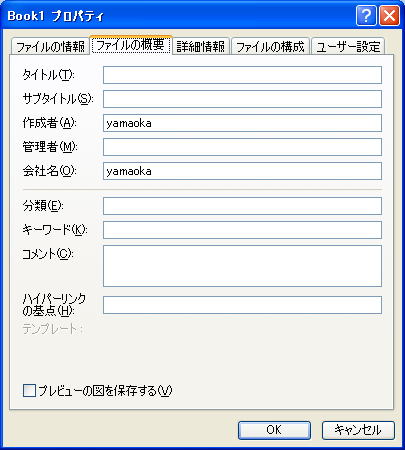 Book1 プロパティ
ファイルの情報 ファイルの概要 詳細情報 ファイルの構成 ユーザー設定
タイトル(T):
サブタイトル(S):
作成者(A): yamaoka
管理者(M):
会社名(O): yamaoka
分類(E):
キーワード(K):
コメント(C):
ハイパーリンク
の基点(H):
テンプレート :
プレビューの図を保存する(V)
OK キャンセル